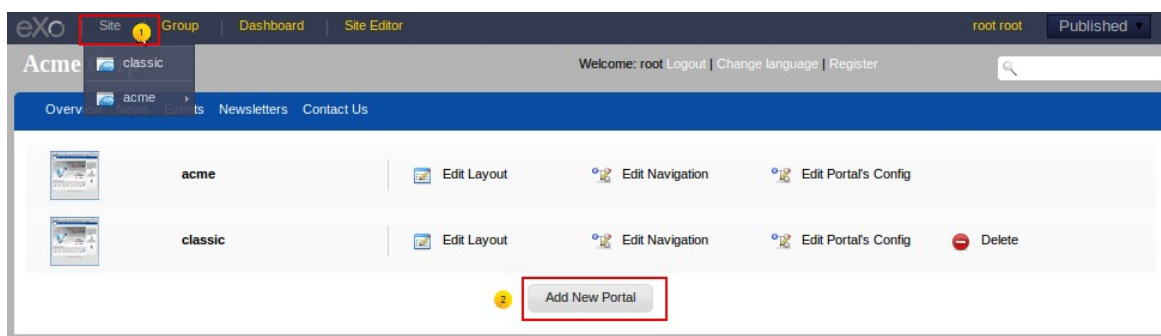 eXo Site 1 Group Dashboard Site Editor root root Published
classic
Acme Welcome: root Logout | Change language | Register
acme
Overview News Events Newsletters Contact Us
acme Edit Layout Edit Navigation Edit Portal's Config
classic Edit Layout Edit Navigation Edit Portal's Config Delete
2 Add New Portal